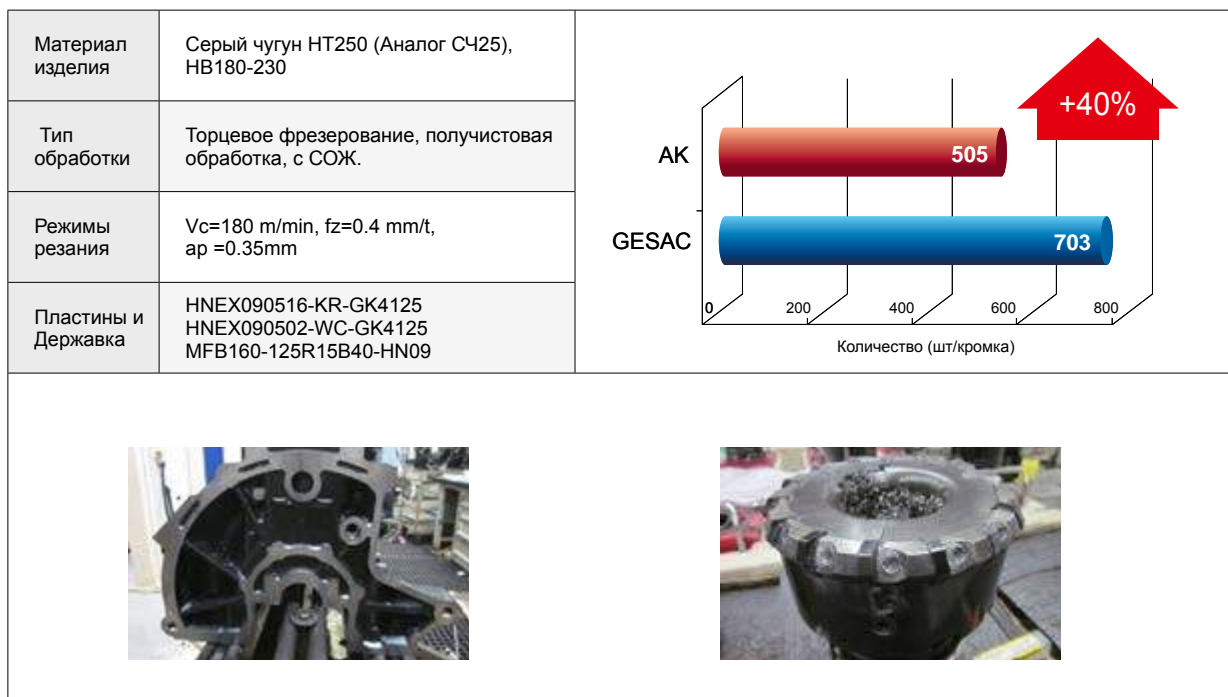 Материал
изделия
Серый чугун HT250 (Аналог СЧ25),
HB180-230
Тип
обработки
Торцевое фрезерование, получистовая
обработка, с СОЖ.
Режимы
резания
Vc=180 m/min, fz=0.4 mm/t,
ap =0.35mm
Пластины и
Державка
HNEX090516-KR-GK4125
HNEX090502-WC-GK4125
MFB160-125R15B40-HN09
+40%
AK
505
GESAC
703
0 200 400 600 800
Количество (шт/кромка)